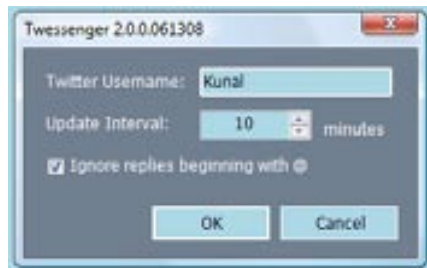 Twessenger 2.0.0.061308
Twitter Username: Kunal
Update Interval: 10 minutes
Ignore replies beginning with @
OK Cancel